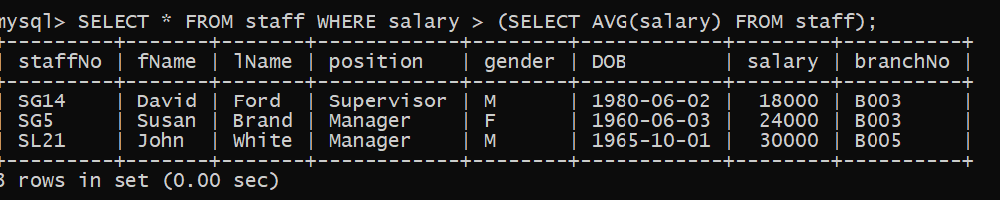 mysql> SELECT * FROM staff WHERE salary > (SELECT AVG(salary) FROM staff);
+---------+-------+-------+------------+--------+------------+--------+----------+
| staffNo | fName | lName | position   | gender | DOB        | salary | branchNo |
+---------+-------+-------+------------+--------+------------+--------+----------+
| SG14    | David | Ford  | Supervisor | M      | 1980-06-02 |  18000 | B003     |
| SG5     | Susan | Brand | Manager    | F      | 1960-06-03 |  24000 | B003     |
| SL21    | John  | White | Manager    | M      | 1965-10-01 |  30000 | B005     |
+---------+-------+-------+------------+--------+------------+--------+----------+
3 rows in set (0.00 sec)